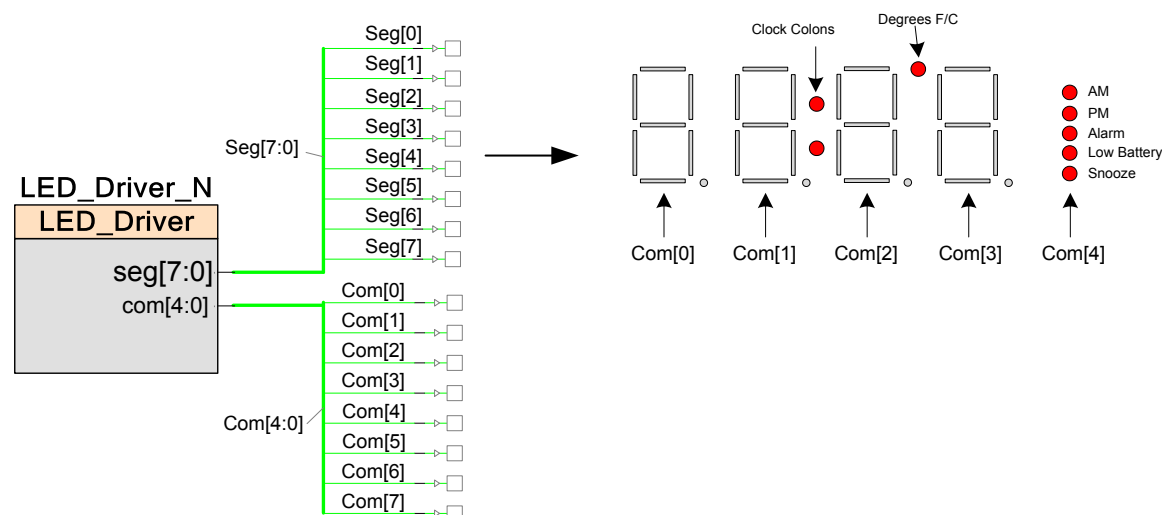 Seg[0]
Seg[1]
Seg[2]
Seg[3]
Seg[4]
Seg[5]
Seg[6]
Seg[7]
Seg[7:0]
LED_Driver_N
LED_Driver
seg[7:0]
com[4:0]
Com[0]
Com[1]
Com[2]
Com[3]
Com[4]
Com[5]
Com[6]
Com[7]
Com[4:0]
Clock Colons
Degrees F/C
AM
PM
Alarm
Low Battery
Snooze
Com[0]
Com[1]
Com[2]
Com[3]
Com[4]